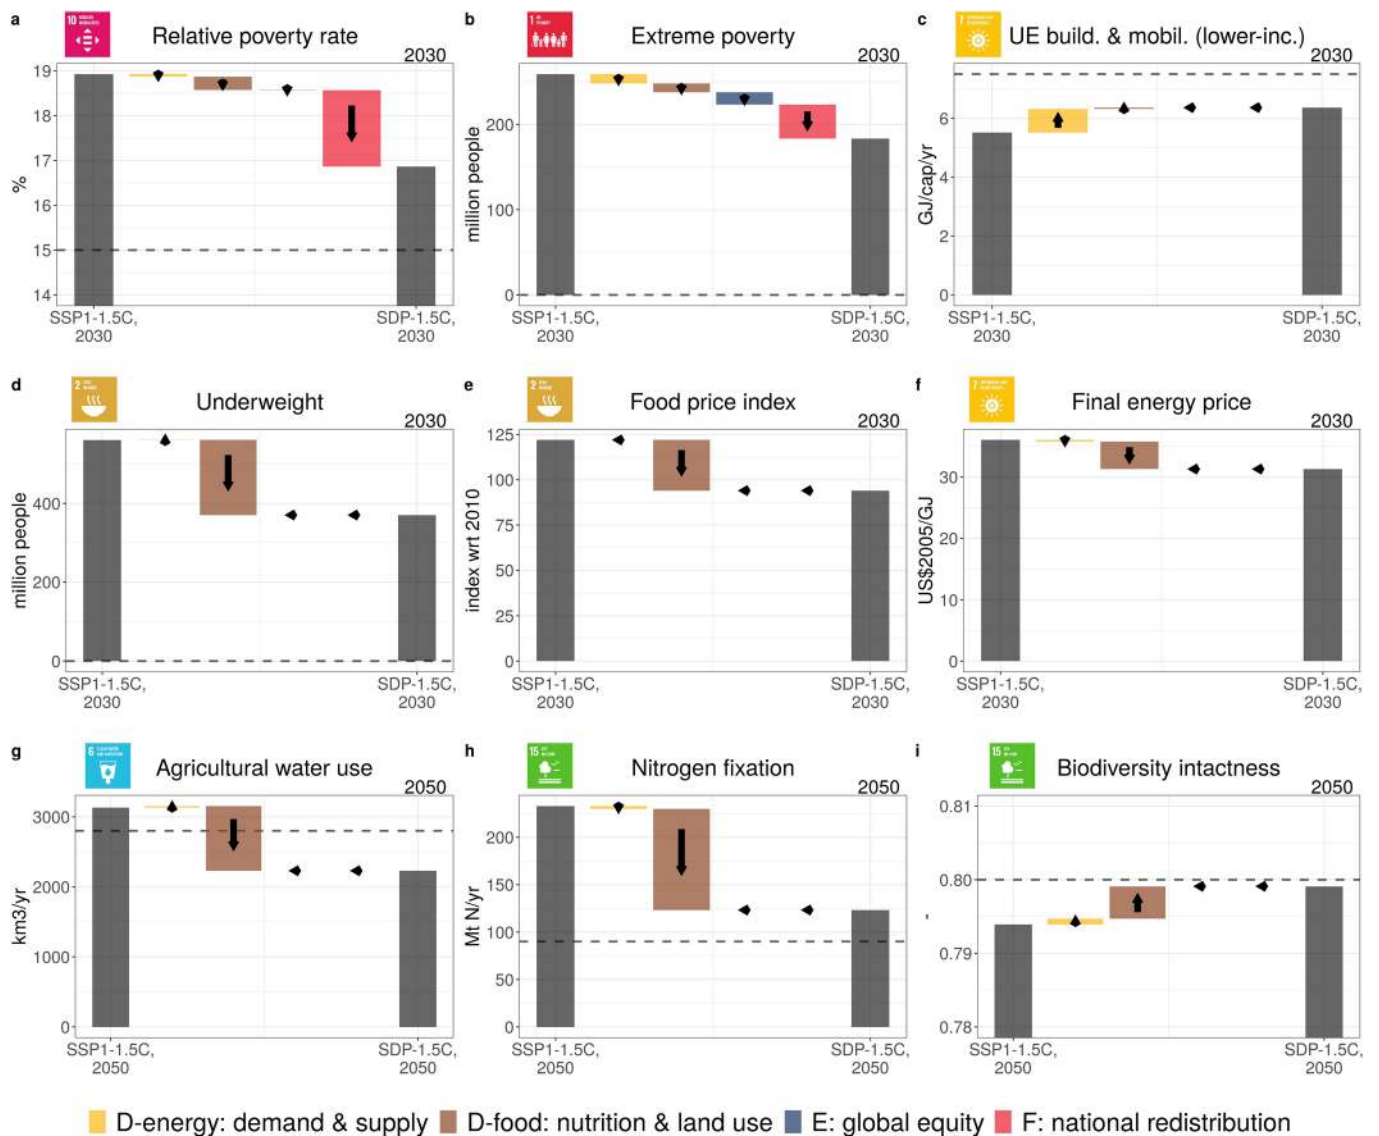 a
10
Relative poverty rate
2030
19
18
17
16
15
14
%
SSP1-1.5C,
2030
SDP-1.5C,
2030
b
1
Extreme poverty
200
100
0
million people
SSP1-1.5C,
2030
SDP-1.5C,
2030
c
7
UE build. & mobil. (lower-inc.)
2030
6
4
2
0
GJ/cap/yr
SSP1-1.5C,
2030
SDP-1.5C,
2030
d
2
Underweight
2030
400
200
0
million people
SSP1-1.5C,
2030
SDP-1.5C,
2030
e
2
Food price index
2030
125
100
75
50
25
0
index wrt 2010
SSP1-1.5C,
2030
SDP-1.5C,
2030
f
7
Final energy price
2030
30
20
10
0
US$2005/GJ
SSP1-1.5C,
2030
SDP-1.5C,
2030
g
6
Agricultural water use
2050
3000
2000
1000
0
km3/yr
SSP1-1.5C,
2050
SDP-1.5C,
2050
h
15
Nitrogen fixation
2050
200
150
100
50
0
Mt N/yr
SSP1-1.5C,
2050
SDP-1.5C,
2050
i
15
Biodiversity intactness
2050
0.81
0.80
0.79
0.78
-
SSP1-1.5C,
2050
SDP-1.5C,
2050
D-energy: demand & supply
D-food: nutrition & land use
E: global equity
F: national redistribution